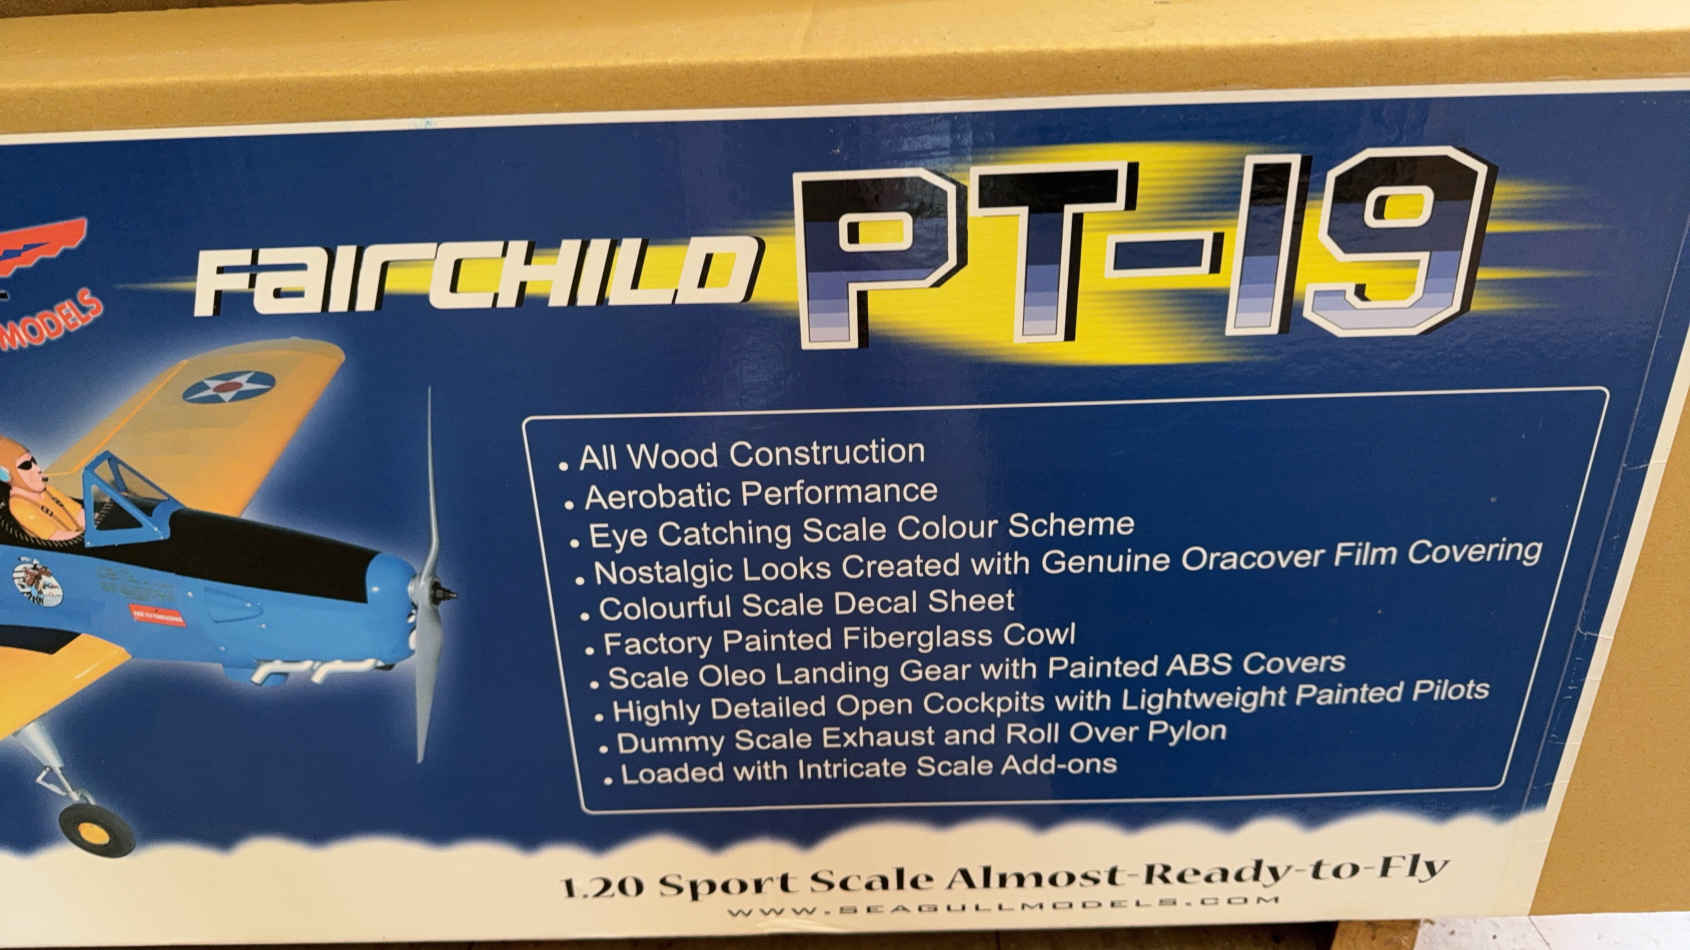 MODELS
FAIRCHILD PT-19
. All Wood Construction
. Aerobatic Performance
. Eye Catching Scale Colour Scheme
. Nostalgic Looks Created with Genuine Oracover Film Covering
. Colourful Scale Decal Sheet
. Factory Painted Fiberglass Cowl
. Scale Oleo Landing Gear with Painted ABS Covers
. Highly Detailed Open Cockpits with Lightweight Painted Pilots
. Dummy Scale Exhaust and Roll Over Pylon
. Loaded with Intricate Scale Add-ons
1.20 Sport Scale Almost-Ready-to-Fly
WWW.SEAGULLMODELS.COM